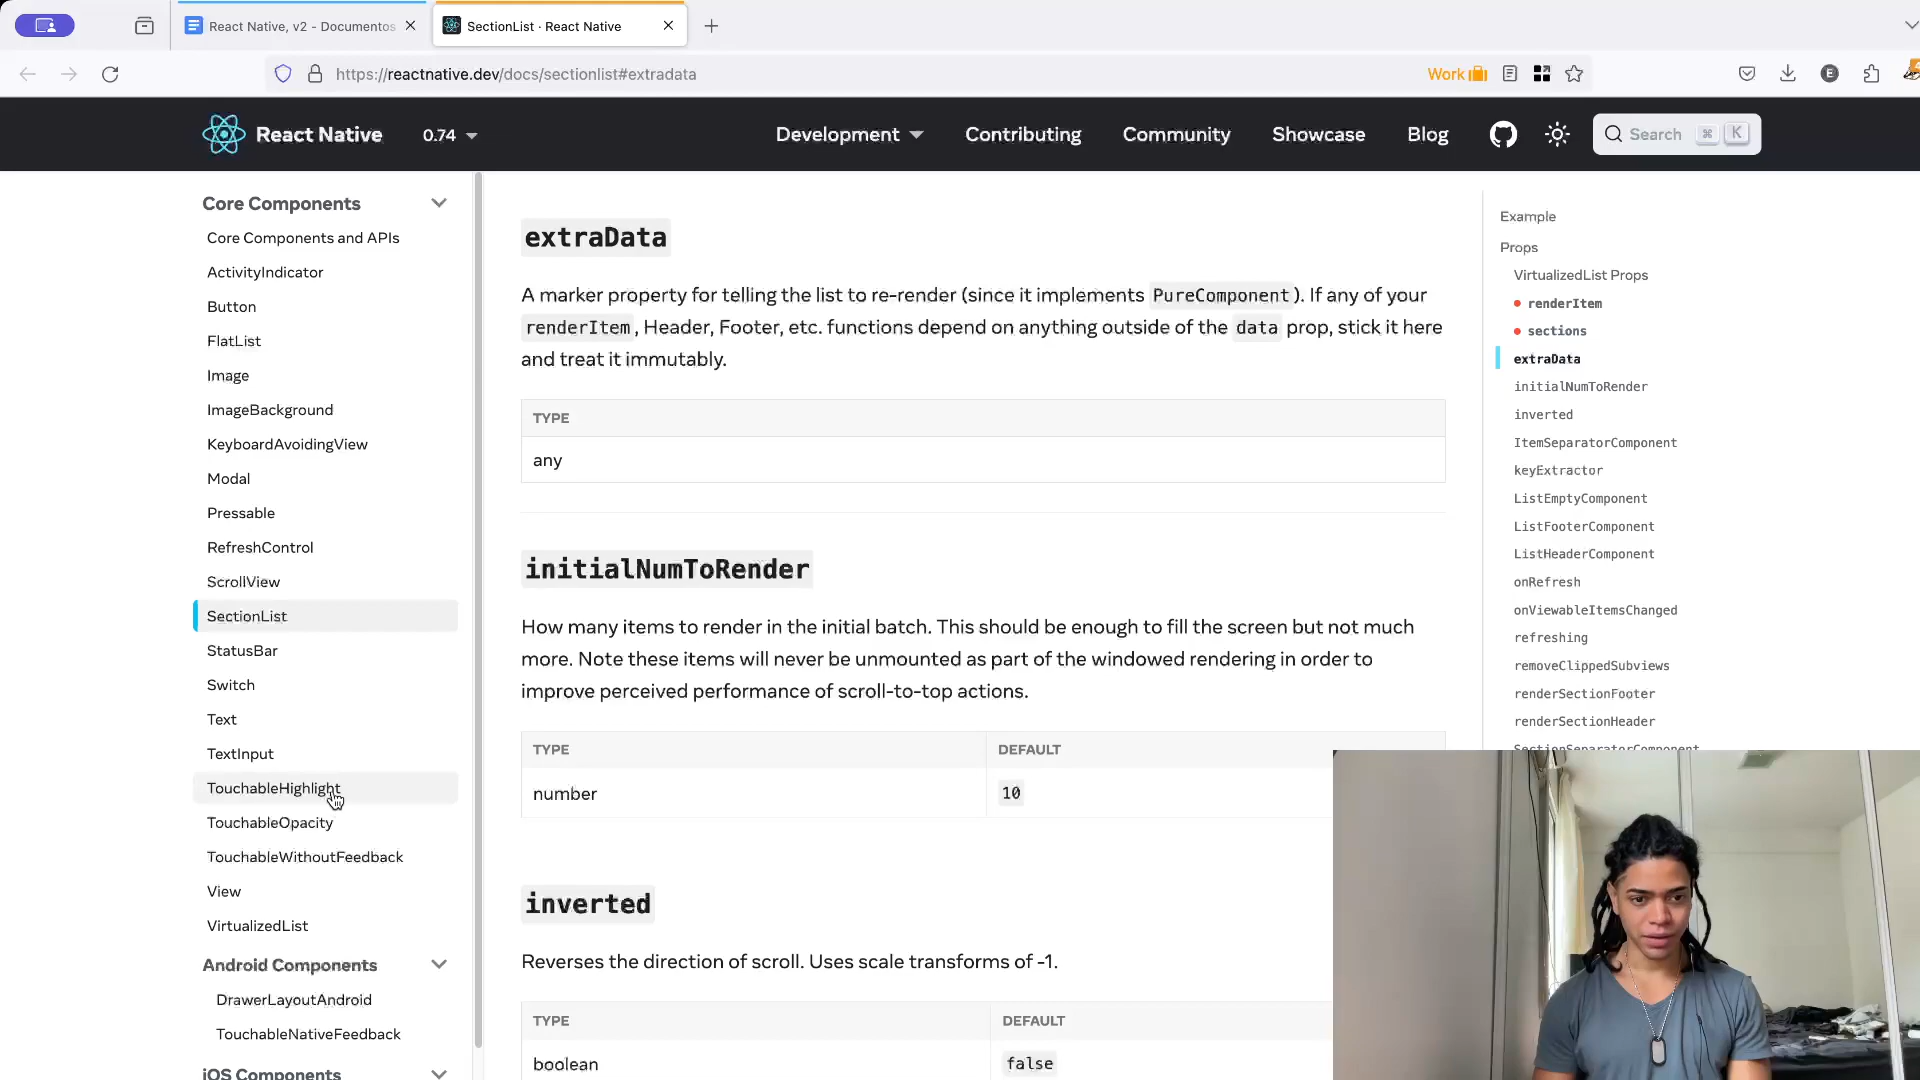 React Native, v2 - Documentos
SectionList · React Native
https://reactnative.dev/docs/sectionlist#extradata
Work
E
React Native
0.74
Development
Contributing
Community
Showcase
Blog
Search
⌘ K
Core Components
Core Components and APIs
ActivityIndicator
Button
FlatList
Image
ImageBackground
KeyboardAvoidingView
Modal
Pressable
RefreshControl
ScrollView
SectionList
StatusBar
Switch
Text
TextInput
TouchableHighlight
TouchableOpacity
TouchableWithoutFeedback
View
VirtualizedList
Android Components
DrawerLayoutAndroid
TouchableNativeFeedback
iOS Components
extraData
A marker property for telling the list to re-render (since it implements PureComponent). If any of your
renderItem, Header, Footer, etc. functions depend on anything outside of the data prop, stick it here
and treat it immutably.
TYPE
any
initialNumToRender
How many items to render in the initial batch. This should be enough to fill the screen but not much
more. Note these items will never be unmounted as part of the windowed rendering in order to
improve perceived performance of scroll-to-top actions.
TYPE DEFAULT
number 10
inverted
Reverses the direction of scroll. Uses scale transforms of -1.
TYPE DEFAULT
boolean false
Example
Props
VirtualizedList Props
renderItem
sections
extraData
initialNumToRender
inverted
ItemSeparatorComponent
keyExtractor
ListEmptyComponent
ListFooterComponent
ListHeaderComponent
onRefresh
onViewableItemsChanged
refreshing
removeClippedSubviews
renderSectionFooter
renderSectionHeader
SectionSeparatorComponent